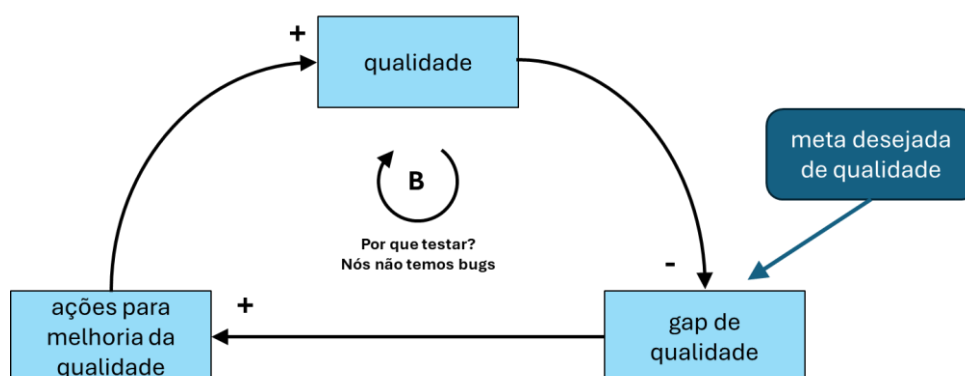 +
qualidade
meta desejada
de qualidade
B
Por que testar?
Nós não temos bugs
-
+
ações para
melhoria da
qualidade
gap de
qualidade